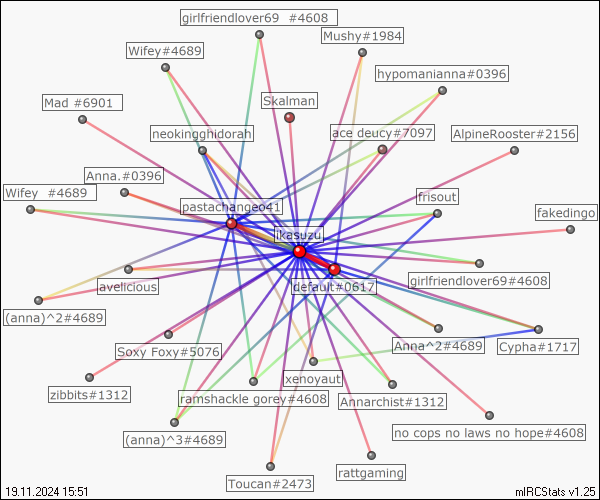 girlfriendlover69 #4608
Mushy#1984
Wifey#4689
hypomanianna#0396
Mad #6901
Skalman
neokingghidorah
ace deucy#7097
AlpineRooster#2156
Anna.#0396
Wifey #4689
pastachangeo41
frisout
fakedingo
ikasuzu
avelicious
default#0617
girlfriendlover69#4608
(anna)^2#4689
Soxy Foxy#5076
Anna^2#4689
Cypha#1717
zibbits#1312
ramshackle gorey#4608
xenoyaut
Annarchist#1312
(anna)^3#4689
no cops no laws no hope#4608
Toucan#2473
rattgaming
19.11.2024 15:51
mIRCStats v1.25